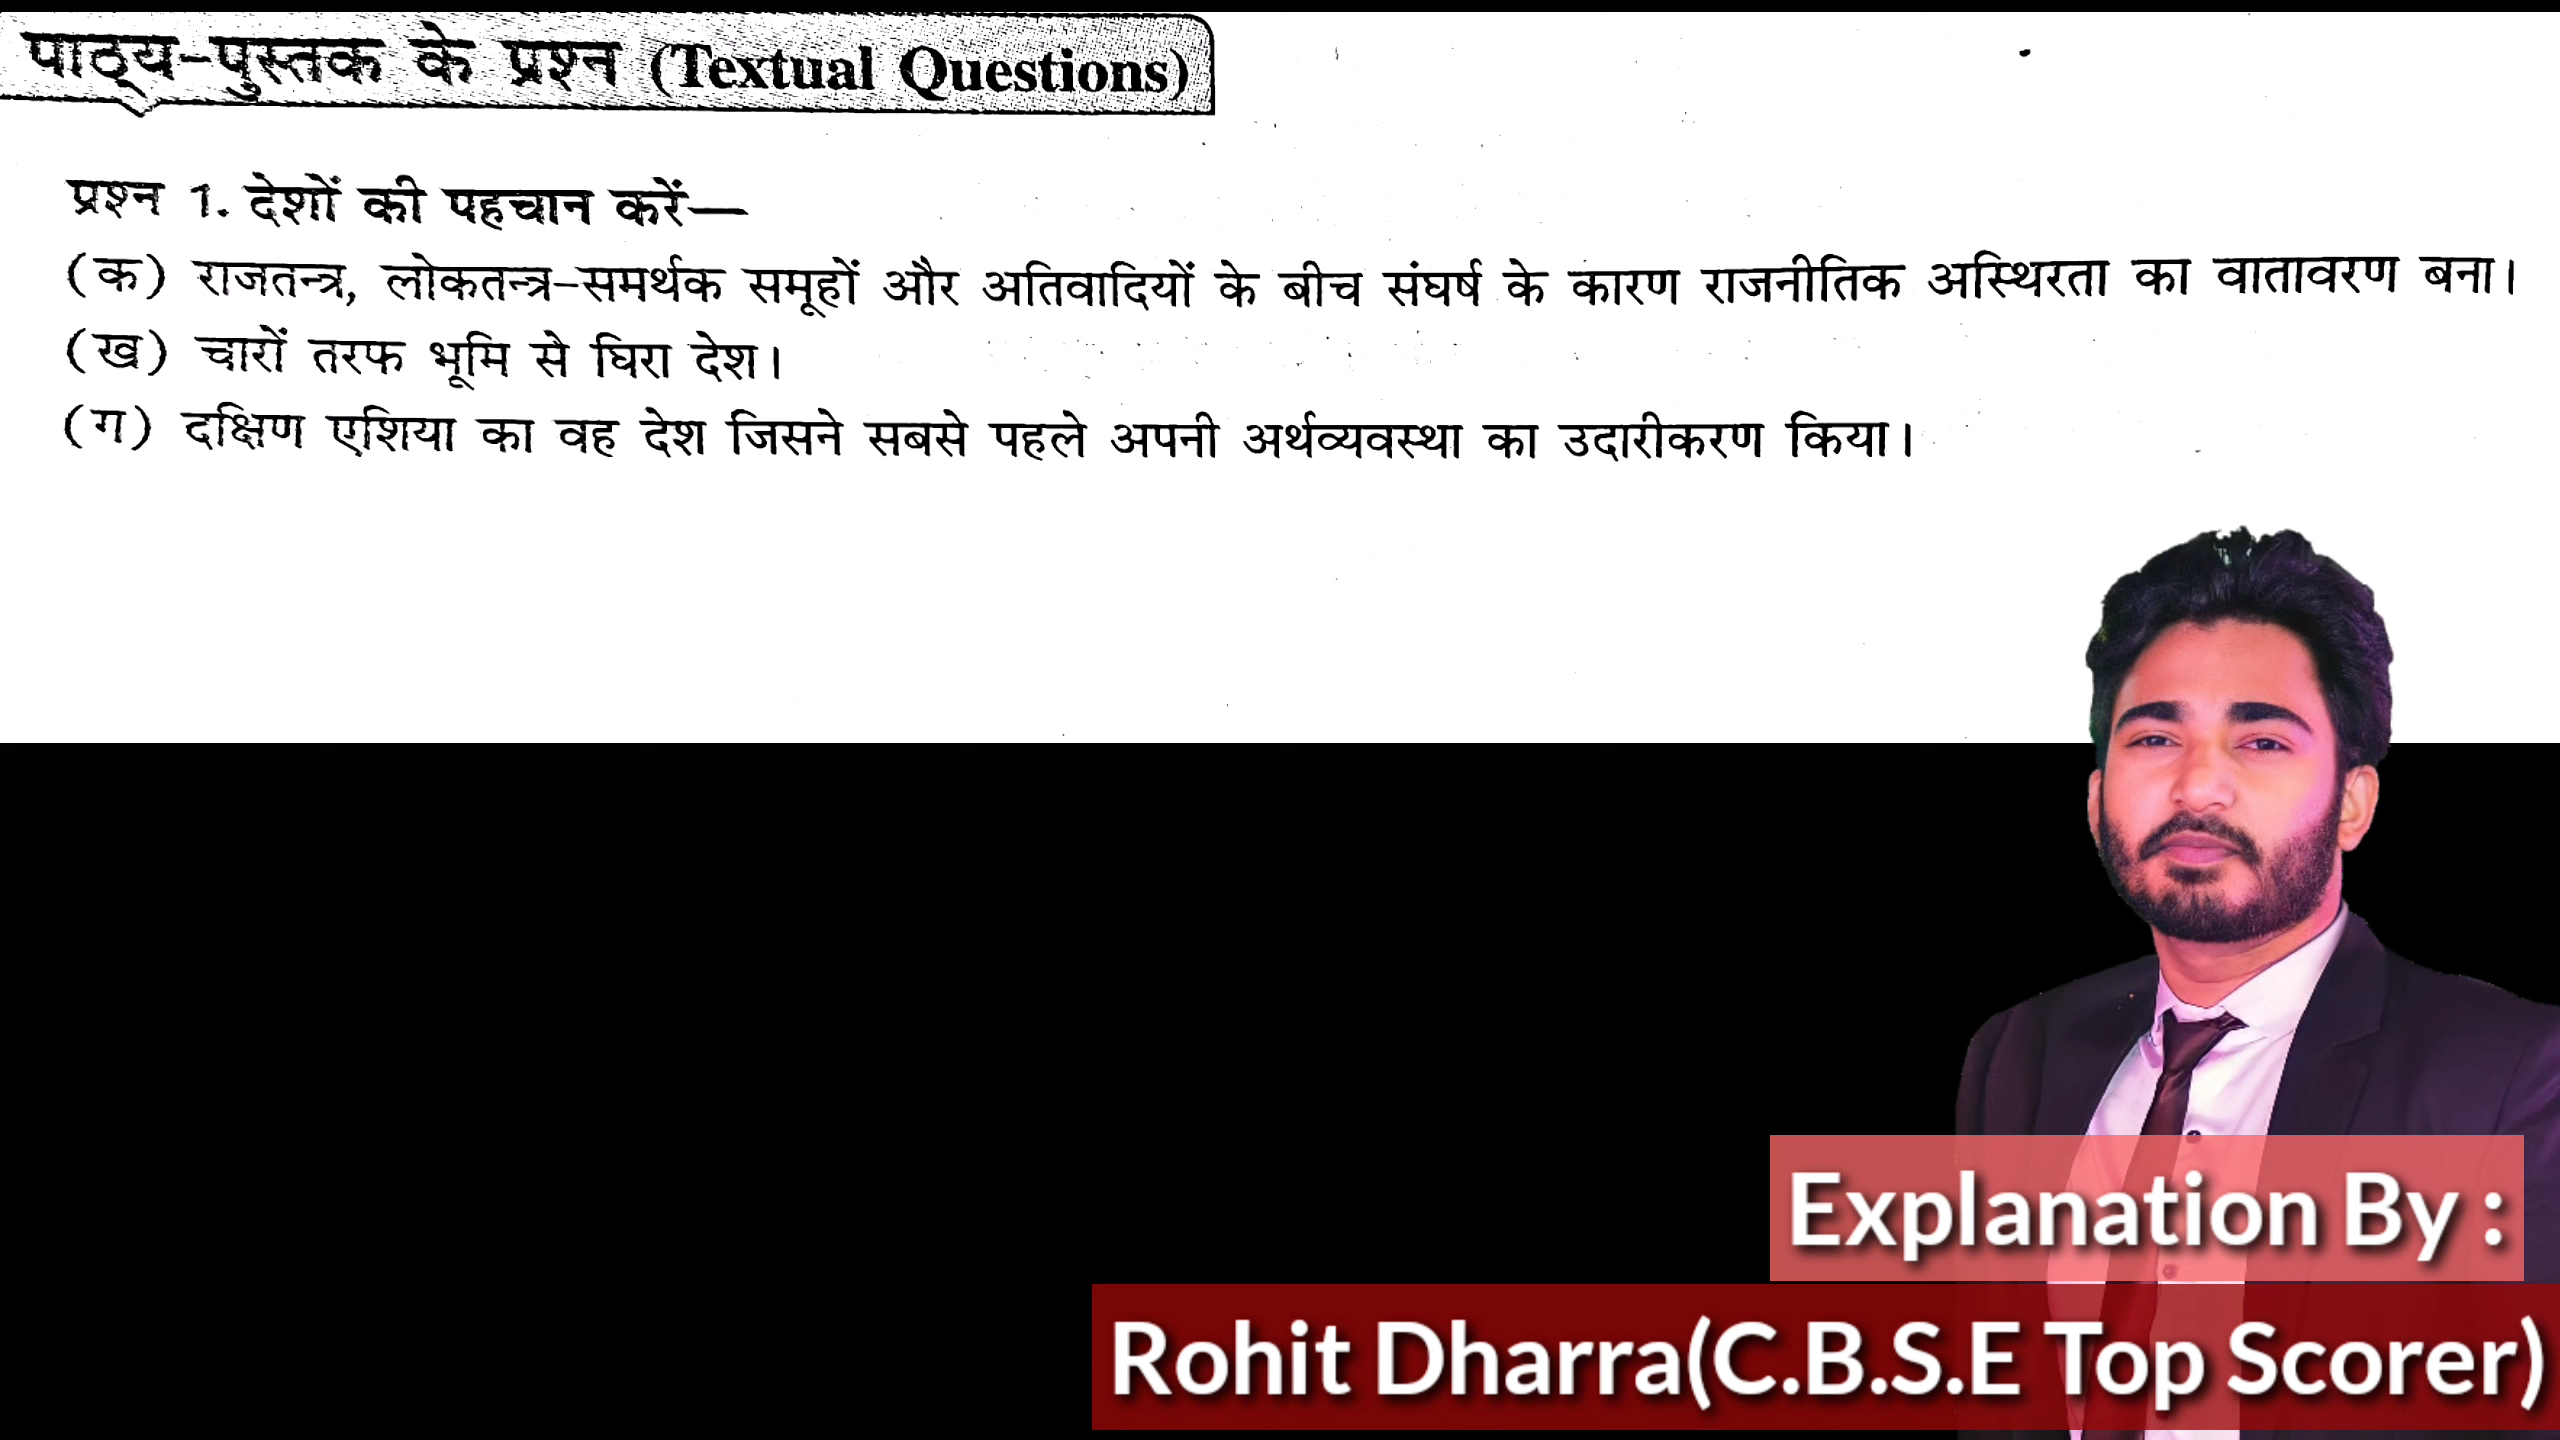 पाठ्य-पुस्तक के प्रश्न (Textual Questions)
प्रश्न 1. देशों की पहचान करें—
(क) राजतन्त्र, लोकतन्त्र-समर्थक समूहों और अतिवादियों के बीच संघर्ष के कारण राजनीतिक अस्थिरता का वातावरण बना।
(ख) चारों तरफ भूमि से घिरा देश।
(ग) दक्षिण एशिया का वह देश जिसने सबसे पहले अपनी अर्थव्यवस्था का उदारीकरण किया।
Explanation By :
Rohit Dharra(C.B.S.E Top Scorer)